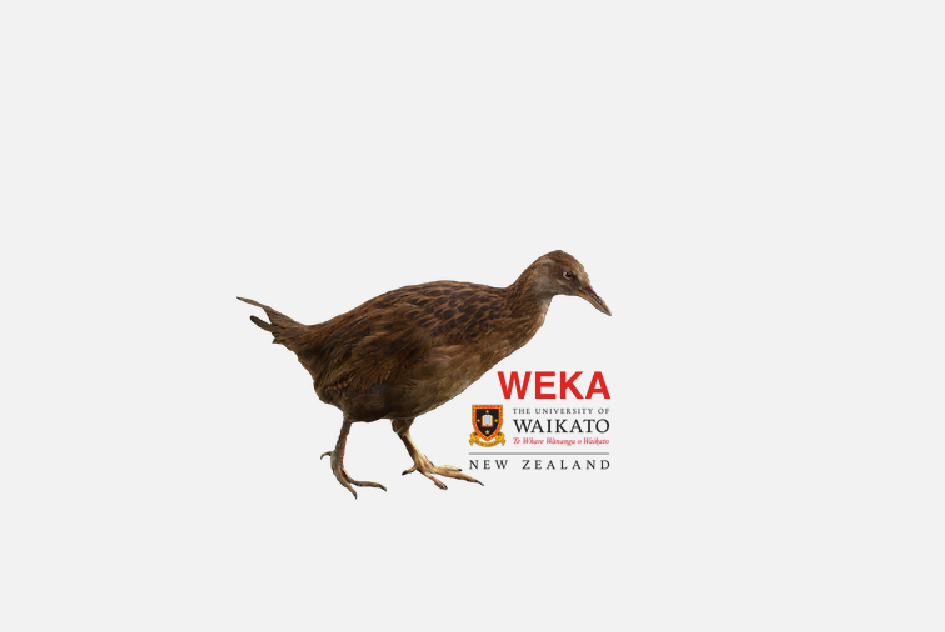 WEKA
THE UNIVERSITY OF
WAIKATO
Te Whare Wānanga o Waikato
NEW ZEALAND